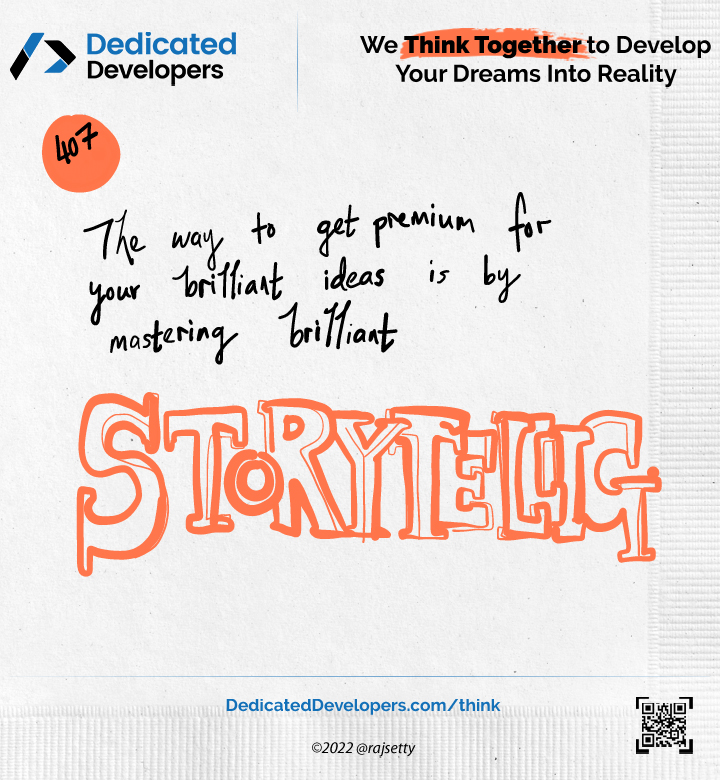 Dedicated
Developers
We Think Together to Develop
Your Dreams Into Reality
407
The way to get premium for
your brilliant ideas is by
mastering brilliant
STORYTELLIG
DedicatedDevelopers.com/think
©2022 @rajsetty